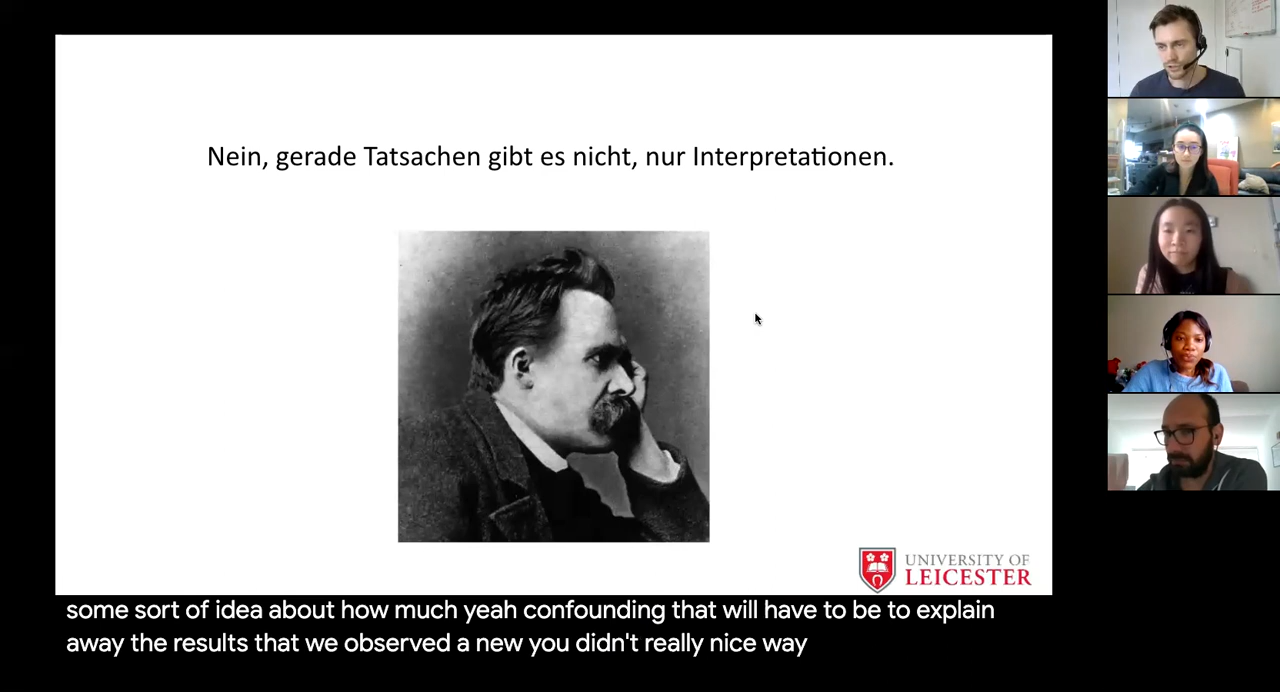 Nein, gerade Tatsachen gibt es nicht, nur Interpretationen.
UNIVERSITY OF
LEICESTER
some sort of idea about how much yeah confounding that will have to be to explain
away the results that we observed a new you didn't really nice way